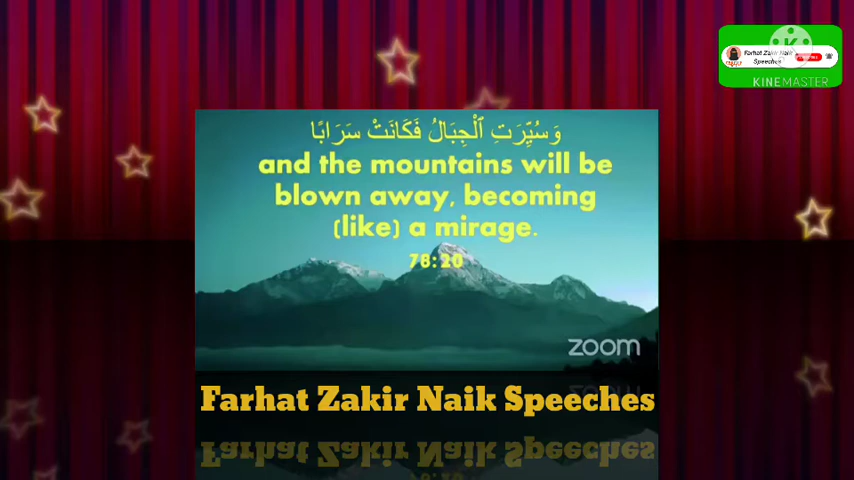 Farhat Zakir Naik
Speeches
KINEMASTER
وَسُيِّرَتِ ٱلْجِبَالُ فَكَانَتْ سَرَابًا
and the mountains will be
blown away, becoming
(like) a mirage.
78:20
zoom
Farhat Zakir Naik Speeches